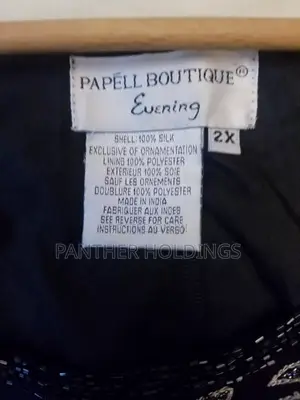 PAPÉLL BOUTIQUE®
Evening
2X
SHELL: 100% SILK
EXCLUSIVE OF ORNAMENTATION
LINING 100% POLYESTER
EXTERIEUR 100% SOIE
SAUF LES ORNEMENTS
DOUBLURE 100% POLYESTER
MADE IN INDIA
FABRIQUER AUX INDES
SEE REVERSE FOR CARE
INSTRUCTIONS AU VERSO
PANTHER HOLDINGS